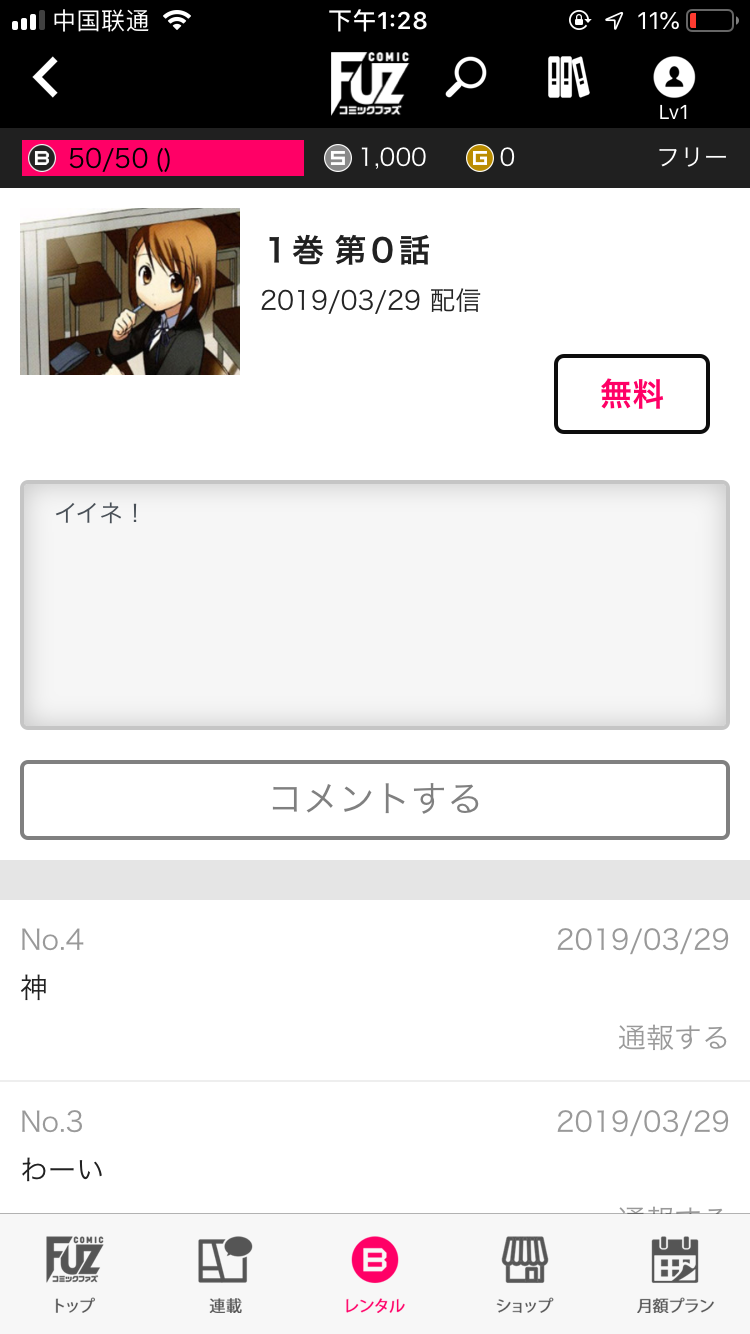 中国联通 下午1:28 11%
COMIC
FUZ
コミックファズ
Lv1
B 50/50 () S 1,000 G 0 フリー
1巻 第0話
2019/03/29 配信
無料
イイネ！
コメントする
No.4 2019/03/29
神
通報する
No.3 2019/03/29
わーい
通報する
COMIC
FUZ
コミックファズ
B
トップ 連載 レンタル ショップ 月額プラン